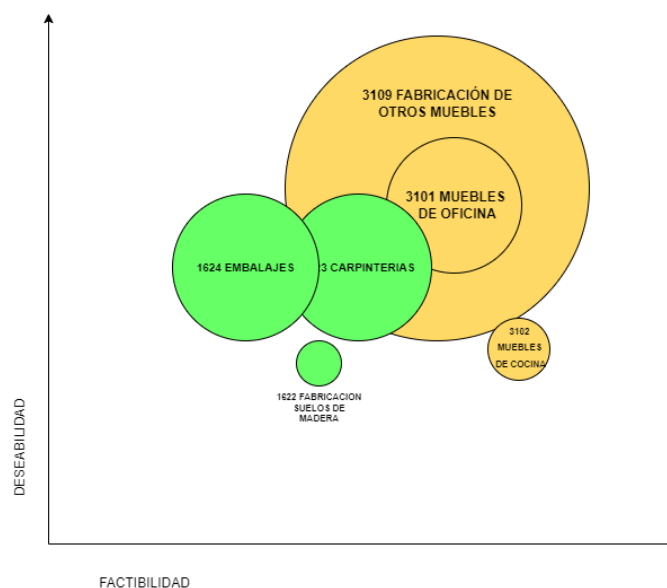 3109 FABRICACIÓN DE
OTROS MUEBLES
3101 MUEBLES
DE OFICINA
1624 EMBALAJES
3 CARPINTERIAS
3102
MUEBLES
DE COCINA
1622 FABRICACION
SUELOS DE
MADERA
DESEABILIDAD
FACTIBILIDAD